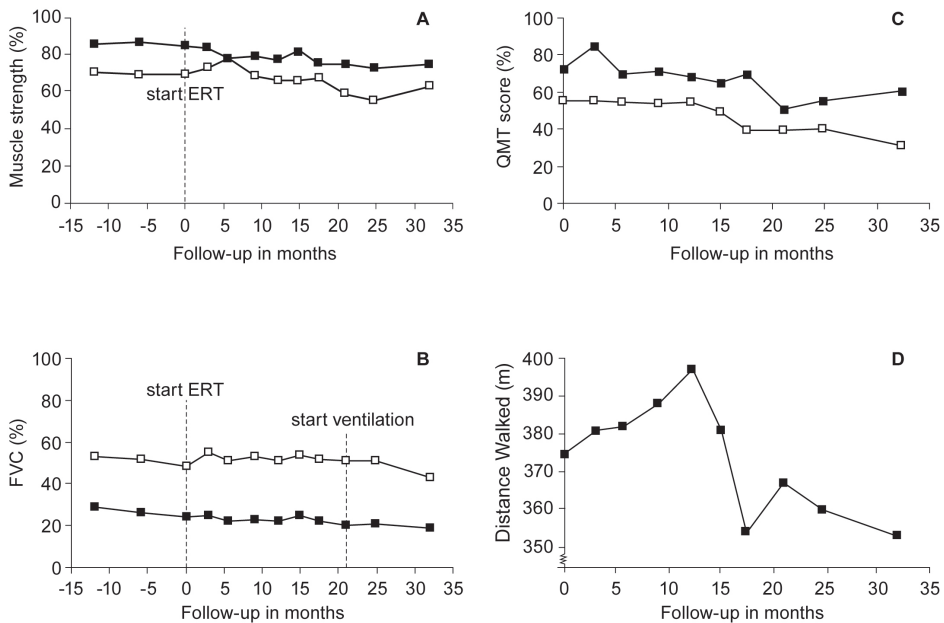 A
Muscle strength (%)
100
80
60
40
20
0
start ERT
-15 -10 -5 0 5 10 15 20 25 30 35
Follow-up in months
C
QMT score (%)
100
80
60
40
20
0
0 5 10 15 20 25 30 35
Follow-up in months
B
FVC (%)
100
80
60
40
20
0
start ERT
start ventilation
-15 -10 -5 0 5 10 15 20 25 30 35
Follow-up in months
D
Distance Walked (m)
400
390
380
370
360
350
0 5 10 15 20 25 30 35
Follow-up in months